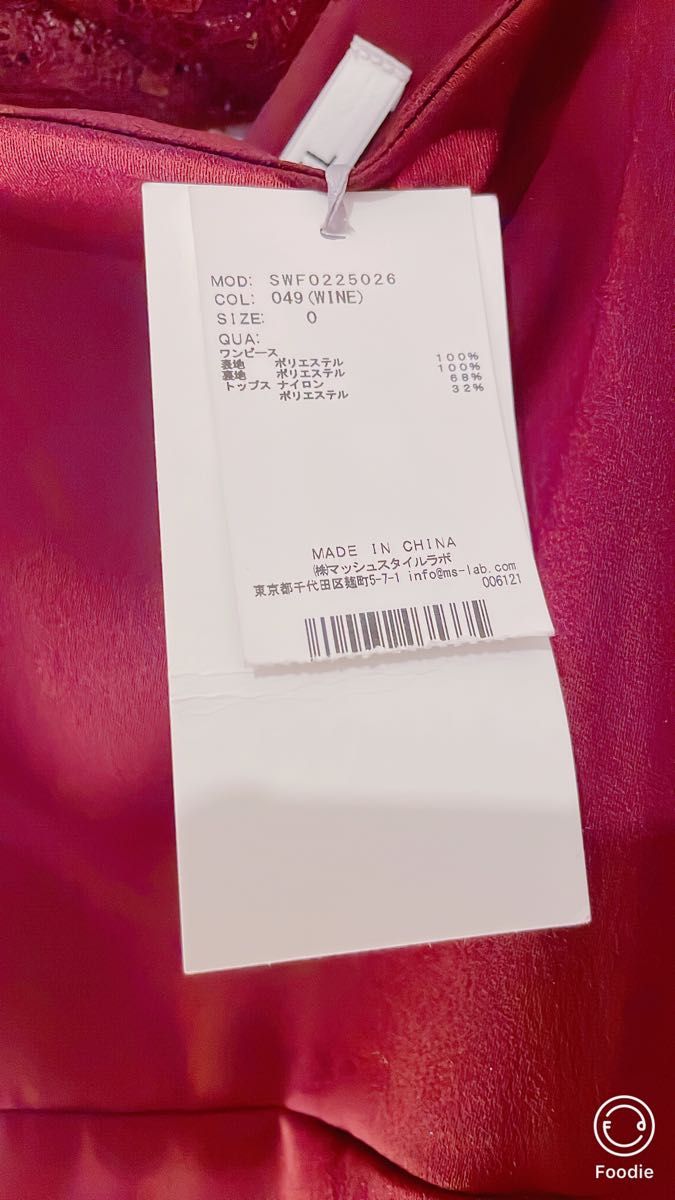 MOD: SWF0225026
COL: 049(WINE)
SIZE: 0
QUA:
ワンピース
表地 ポリエステル 100%
裏地 ポリエステル 100%
トップス ナイロン 68%
ポリエステル 32%
MADE IN CHINA
㈱マッシュスタイルラボ
東京都千代田区麹町5-7-1 info@ms-lab.com
006121
Foodie